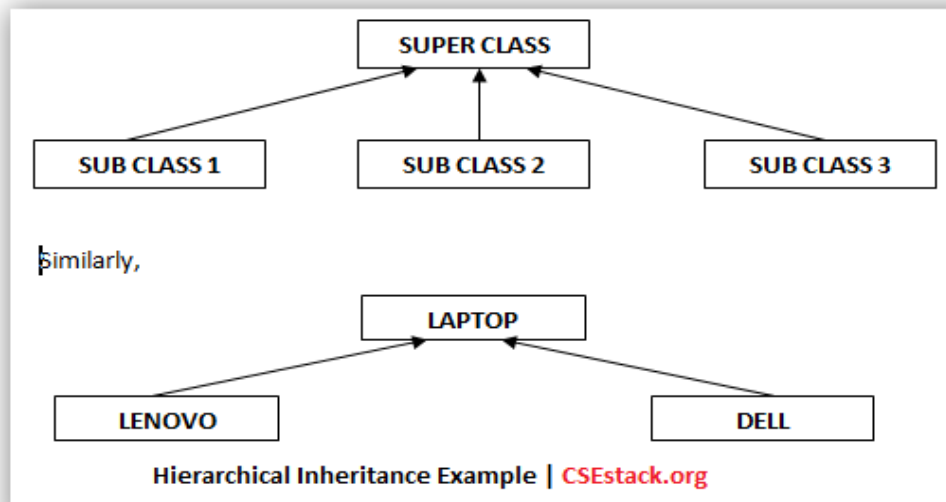 SUPER CLASS
SUB CLASS 1 SUB CLASS 2 SUB CLASS 3
Similarly,
LAPTOP
LENOVO DELL
Hierarchical Inheritance Example | CSEstack.org